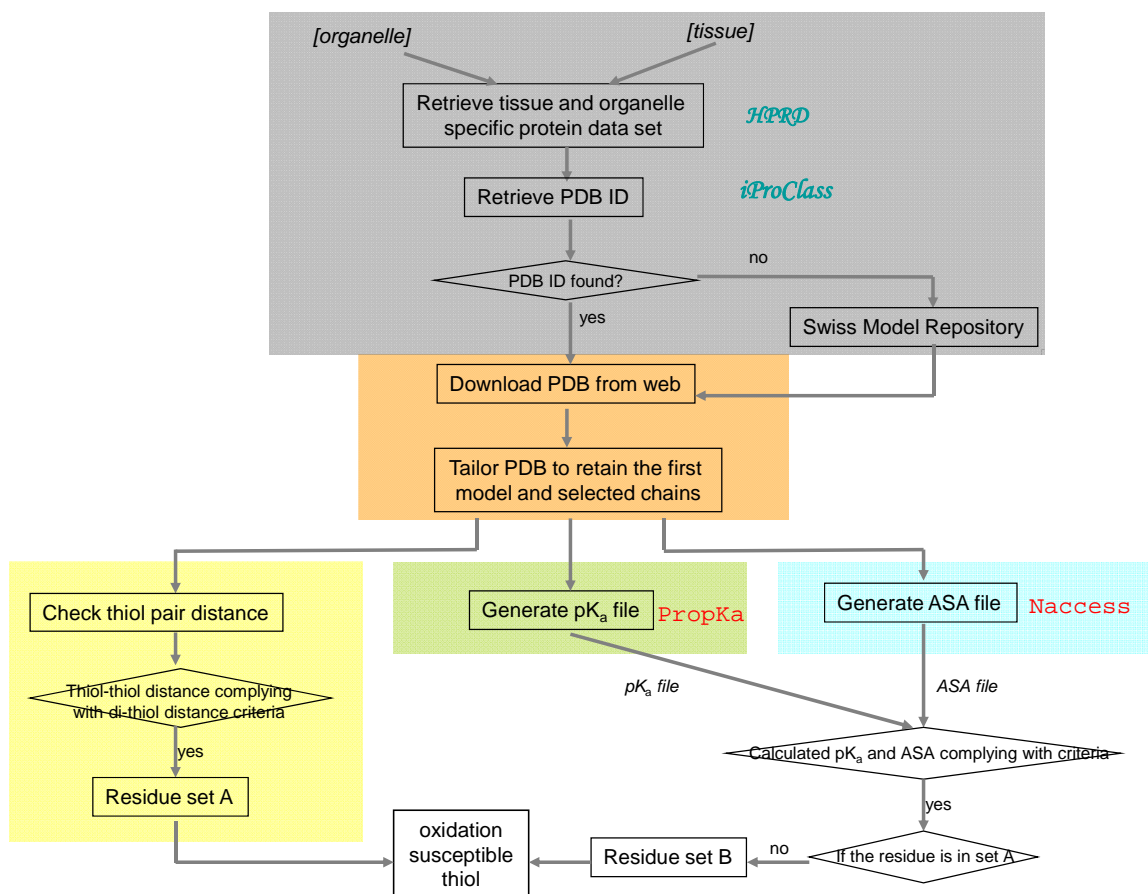 [organelle]
[tissue]
Retrieve tissue and organelle
specific protein data set
HPRD
Retrieve PDB ID
iProClass
PDB ID found?
no
yes
Swiss Model Repository
Download PDB from web
Tailor PDB to retain the first
model and selected chains
Check thiol pair distance
Generate pKa file
PropKa
Generate ASA file
Naccess
Thiol-thiol distance complying
with di-thiol distance criteria
pKa file
ASA file
yes
Calculated pKa and ASA complying with criteria
Residue set A
yes
oxidation
susceptible
thiol
Residue set B
no
If the residue is in set A